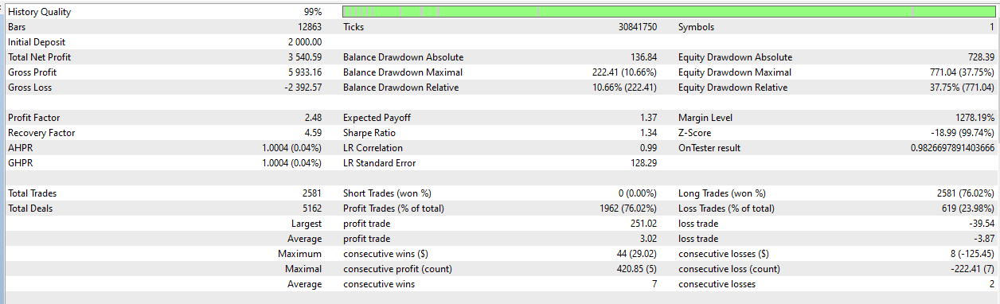 History Quality 99%
Bars 12863 Ticks 30841750 Symbols 1
Initial Deposit 2 000.00
Total Net Profit 3 540.59 Balance Drawdown Absolute 136.84 Equity Drawdown Absolute 728.39
Gross Profit 5 933.16 Balance Drawdown Maximal 222.41 (10.66%) Equity Drawdown Maximal 771.04 (37.75%)
Gross Loss -2 392.57 Balance Drawdown Relative 10.66% (222.41) Equity Drawdown Relative 37.75% (771.04)
Profit Factor 2.48 Expected Payoff 1.37 Margin Level 1278.19%
Recovery Factor 4.59 Sharpe Ratio 1.34 Z-Score -18.99 (99.74%)
AHPR 1.0004 (0.04%) LR Correlation 0.99 OnTester result 0.9826697891403666
GHPR 1.0004 (0.04%) LR Standard Error 128.29
Total Trades 2581 Short Trades (won %) 0 (0.00%) Long Trades (won %) 2581 (76.02%)
Total Deals 5162 Profit Trades (% of total) 1962 (76.02%) Loss Trades (% of total) 619 (23.98%)
Largest profit trade 251.02 loss trade -39.54
Average profit trade 3.02 loss trade -3.87
Maximum consecutive wins ($) 44 (29.02) consecutive losses ($) 8 (-125.45)
Maximal consecutive profit (count) 420.85 (5) consecutive loss (count) -222.41 (7)
Average consecutive wins 7 consecutive losses 2